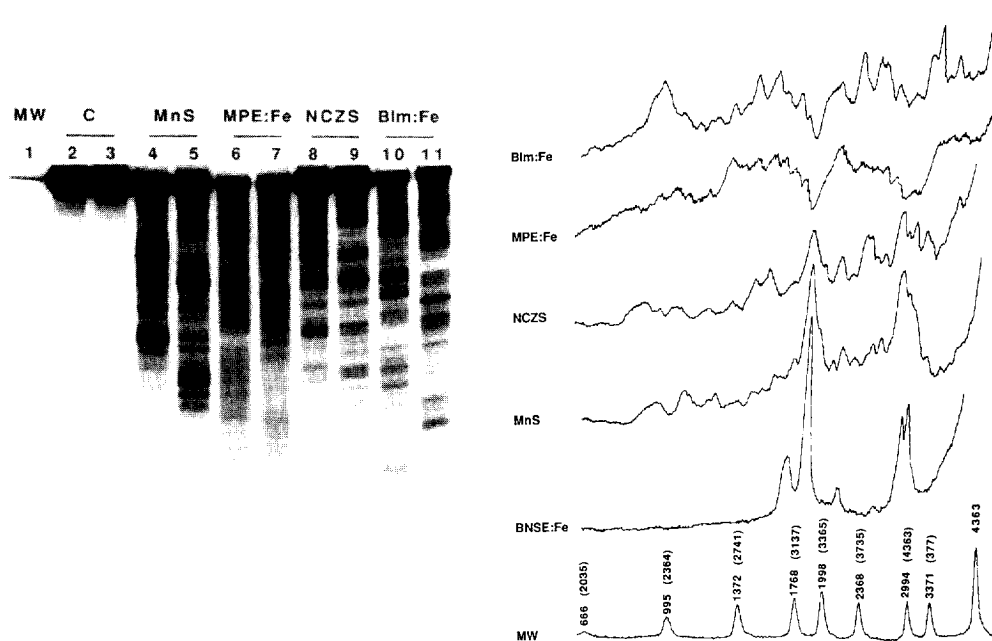 MW C MnS MPE:Fe NCZS Blm:Fe
1 2 3 4 5 6 7 8 9 10 11
Blm:Fe
MPE:Fe
NCZS
MnS
BNSE:Fe
MW
666 (2035)
995 (2364)
1372 (2741)
1768 (3137)
1998 (3365)
2368 (3735)
2994 (4363)
3371 (377)
4363